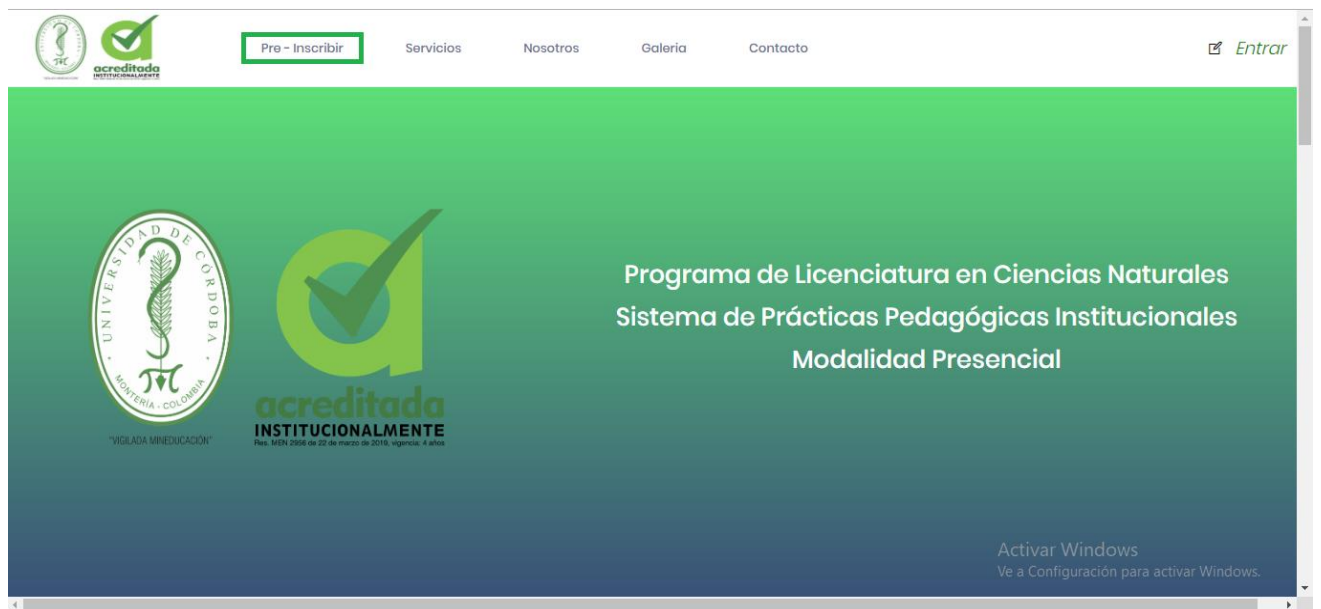 acreditada
INSTITUCIONALMENTE
Pre - Inscribir
Servicios
Nosotros
Galeria
Contacto
Entrar
UNIVERSIDAD DE CÓRDOBA
MONTERÍA - COLOMBIA
"VIGILADA MINEDUCACIÓN"
acreditada
INSTITUCIONALMENTE
Res. MEN 2956 de 22 de marzo de 2019, vigencia: 4 años
Programa de Licenciatura en Ciencias Naturales
Sistema de Prácticas Pedagógicas Institucionales
Modalidad Presencial
Activar Windows
Ve a Configuración para activar Windows.